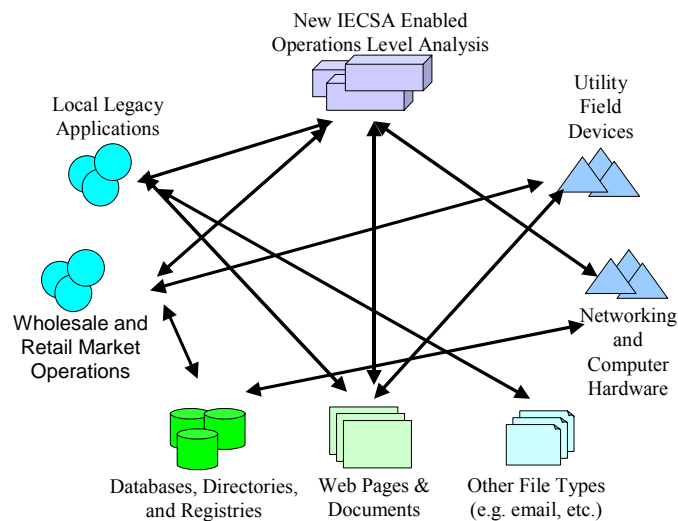 New IECSA Enabled
Operations Level Analysis
Local Legacy
Applications
Utility
Field
Devices
Wholesale and
Retail Market
Operations
Networking
and
Computer
Hardware
Databases, Directories,
and Registries
Web Pages &
Documents
Other File Types
(e.g. email, etc.)